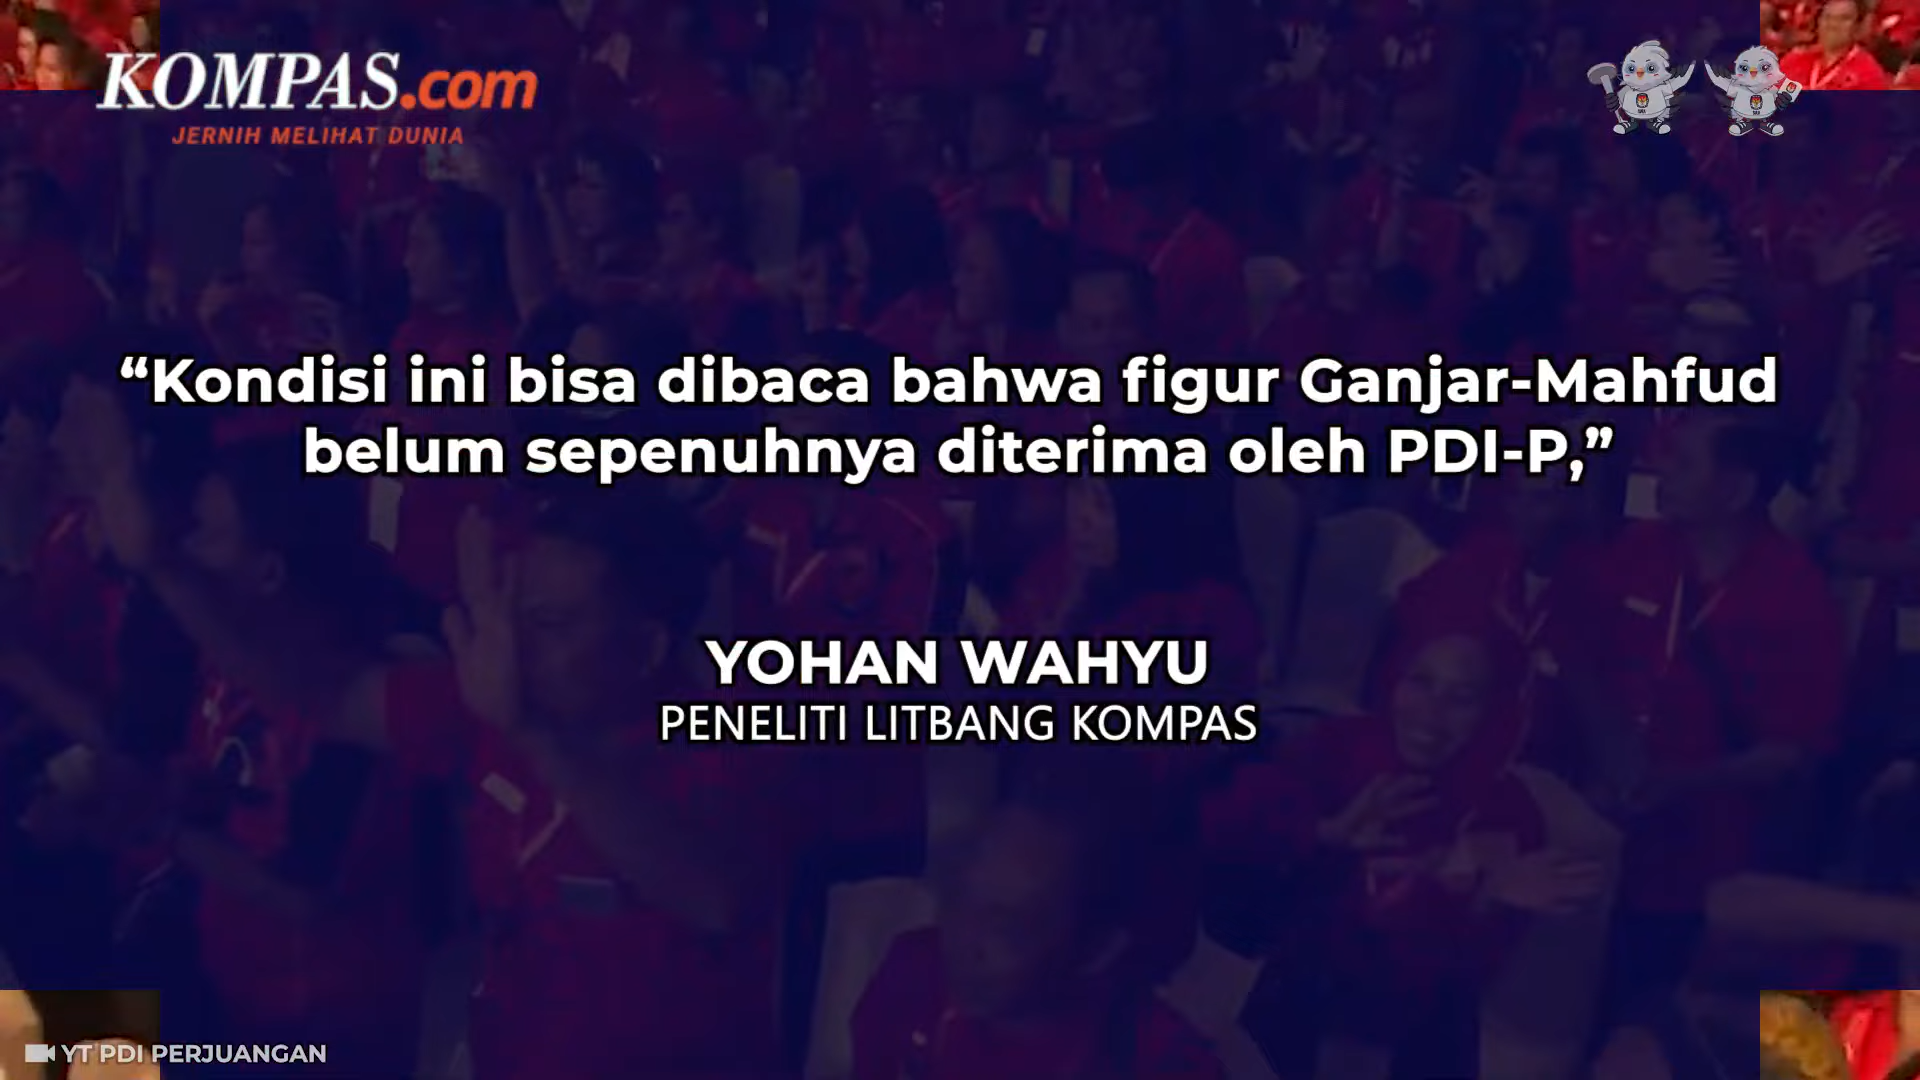 KOMPAS.com
JERNIH MELIHAT DUNIA
“Kondisi ini bisa dibaca bahwa figur Ganjar-Mahfud
belum sepenuhnya diterima oleh PDI-P,”
YOHAN WAHYU
PENELITI LITBANG KOMPAS
YT PDI PERJUANGAN